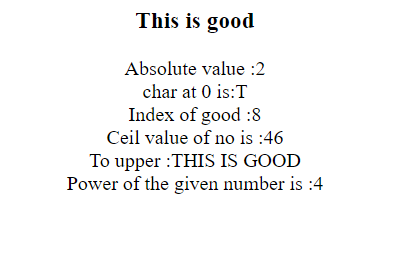 This is good
Absolute value :2
char at 0 is:T
Index of good :8
Ceil value of no is :46
To upper :THIS IS GOOD
Power of the given number is :4